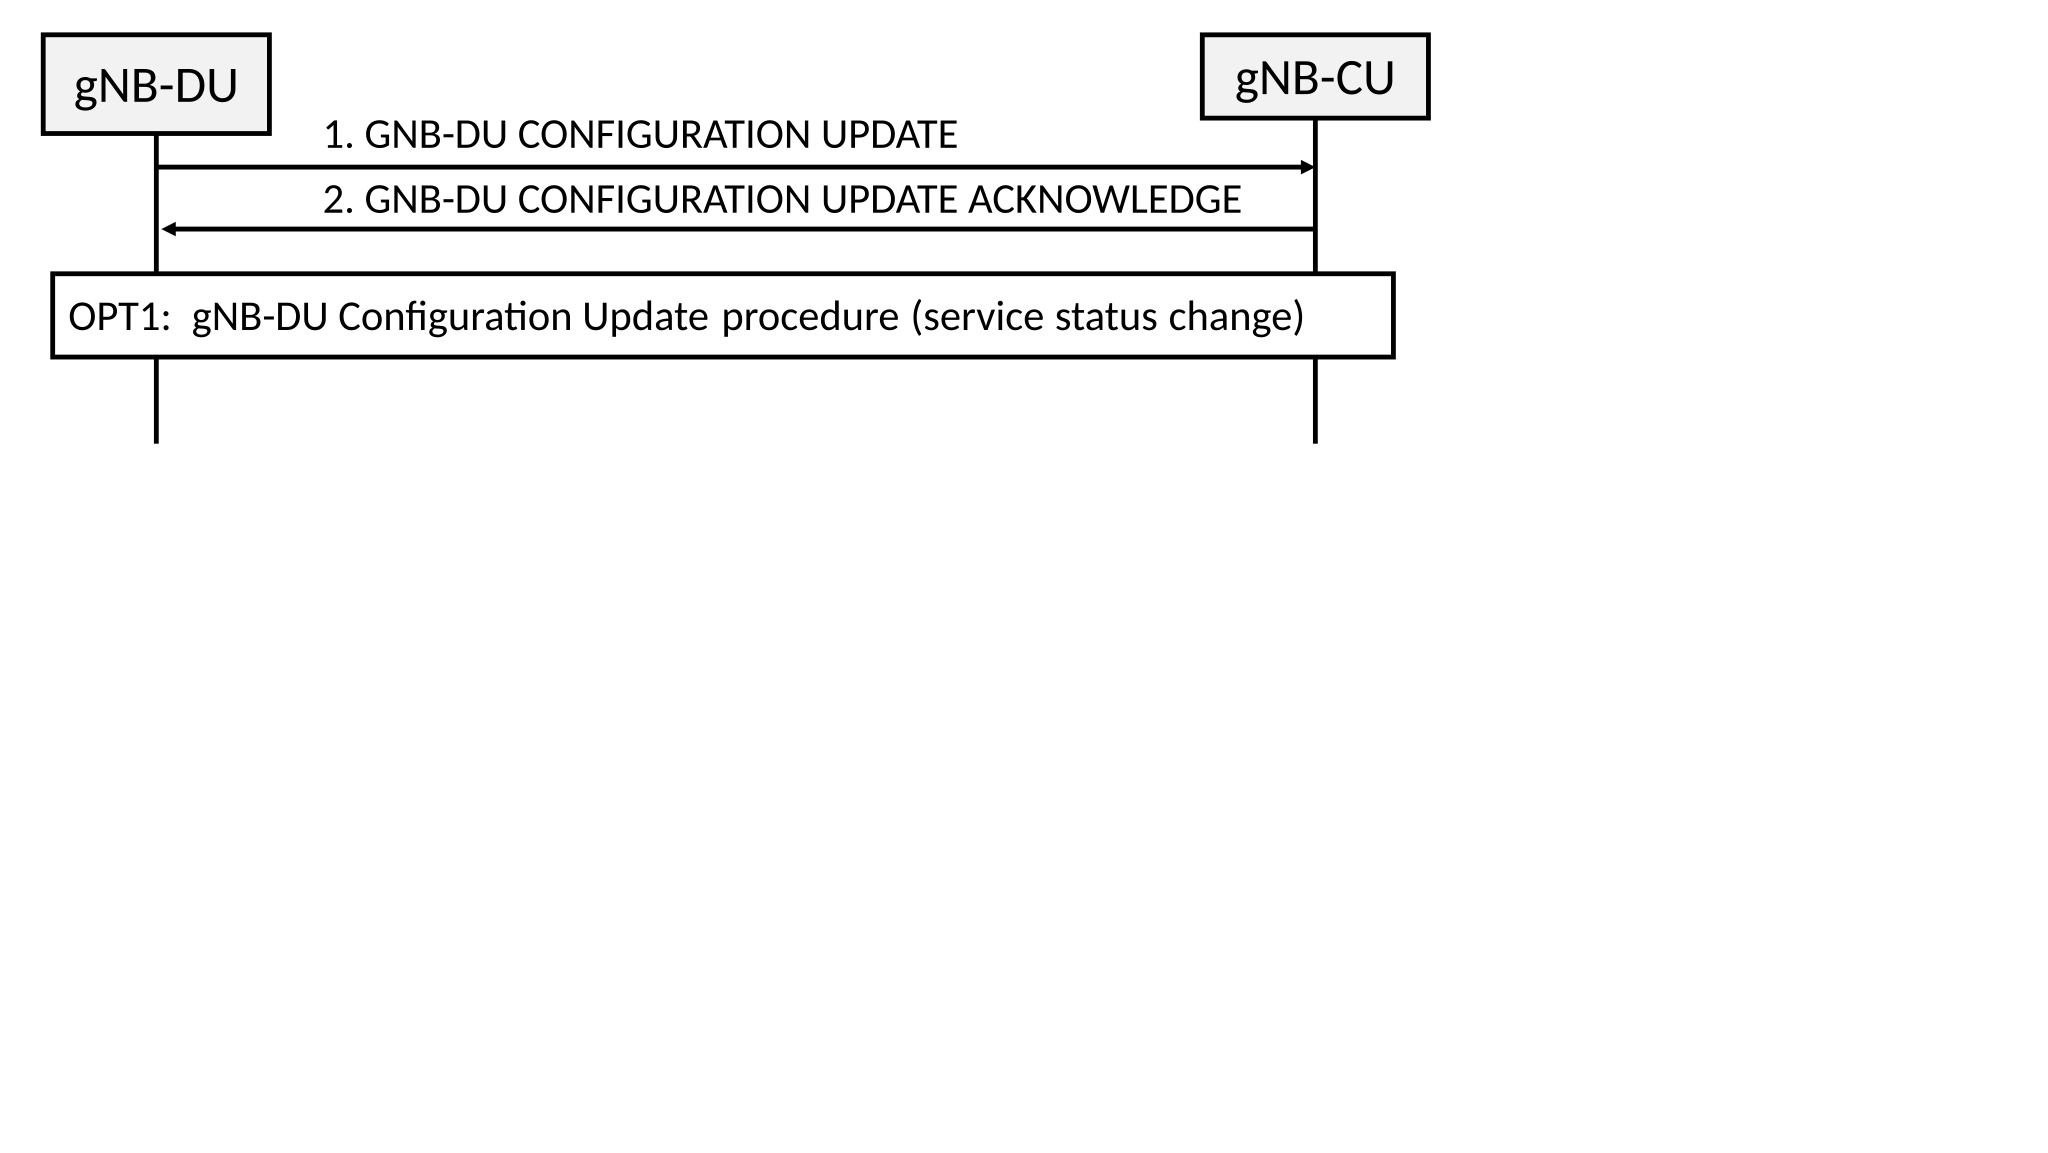 gNB-DU
gNB-CU
1. GNB-DU CONFIGURATION UPDATE
2. GNB-DU CONFIGURATION UPDATE ACKNOWLEDGE
OPT1:  gNB-DU Configuration Update procedure (service status change)